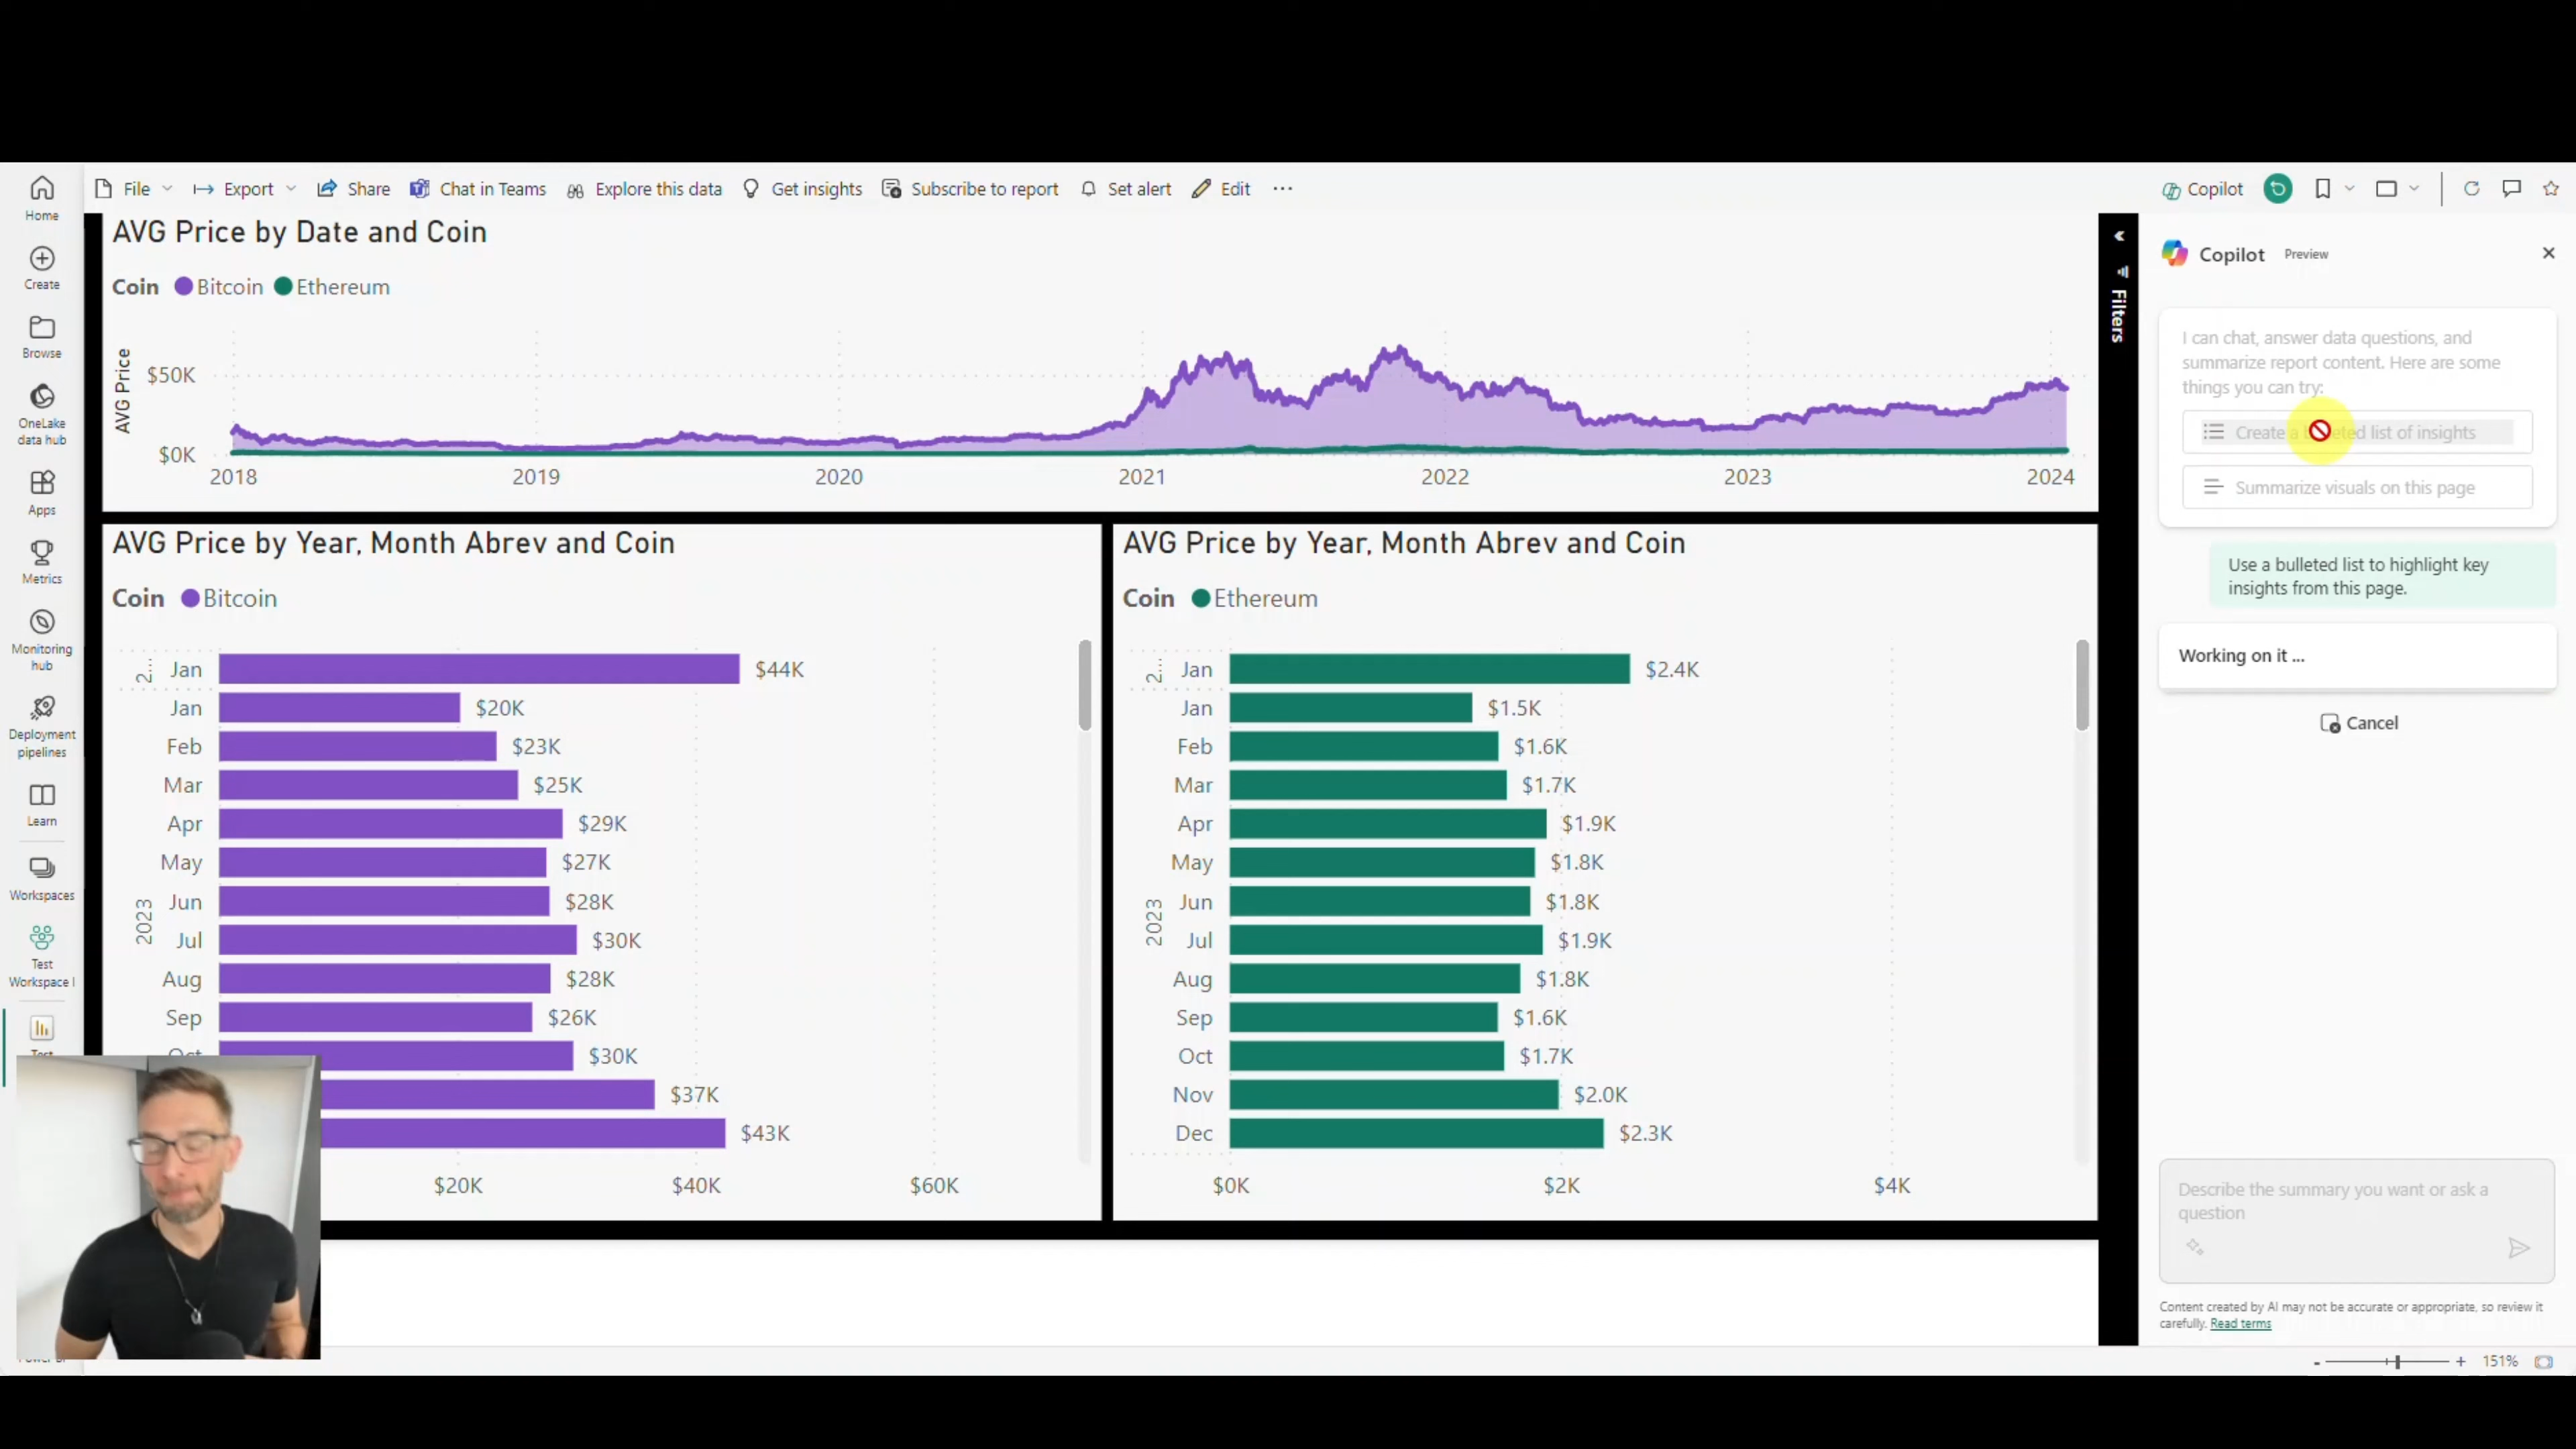 File
Export
Share
Chat in Teams
Explore this data
Get insights
Subscribe to report
Set alert
Edit
Copilot
Home
Create
Browse
OneLake
data hub
Apps
Metrics
Monitoring
hub
Deployment
pipelines
Learn
Workspaces
Test
Workspace I
AVG Price by Date and Coin
Coin Bitcoin Ethereum
AVG Price
$50K
$0K
2018 2019 2020 2021 2022 2023 2024
AVG Price by Year, Month Abrev and Coin
Coin Bitcoin
2... Jan $44K
Jan $20K
Feb $23K
Mar $25K
Apr $29K
May $27K
Jun $28K
2023
Jul $30K
Aug $28K
Sep $26K
Oct $30K
$37K
$43K
$20K $40K $60K
AVG Price by Year, Month Abrev and Coin
Coin Ethereum
2... Jan $2.4K
Jan $1.5K
Feb $1.6K
Mar $1.7K
Apr $1.9K
May $1.8K
Jun $1.8K
2023
Jul $1.9K
Aug $1.8K
Sep $1.6K
Oct $1.7K
Nov $2.0K
Dec $2.3K
$0K $2K $4K
Filters
Copilot Preview
I can chat, answer data questions, and
summarize report content. Here are some
things you can try:
Create a bulleted list of insights
Summarize visuals on this page
Use a bulleted list to highlight key
insights from this page.
Working on it ...
Cancel
Describe the summary you want or ask a
question
Content created by AI may not be accurate or appropriate, so review it
carefully. Read terms
- + 151%